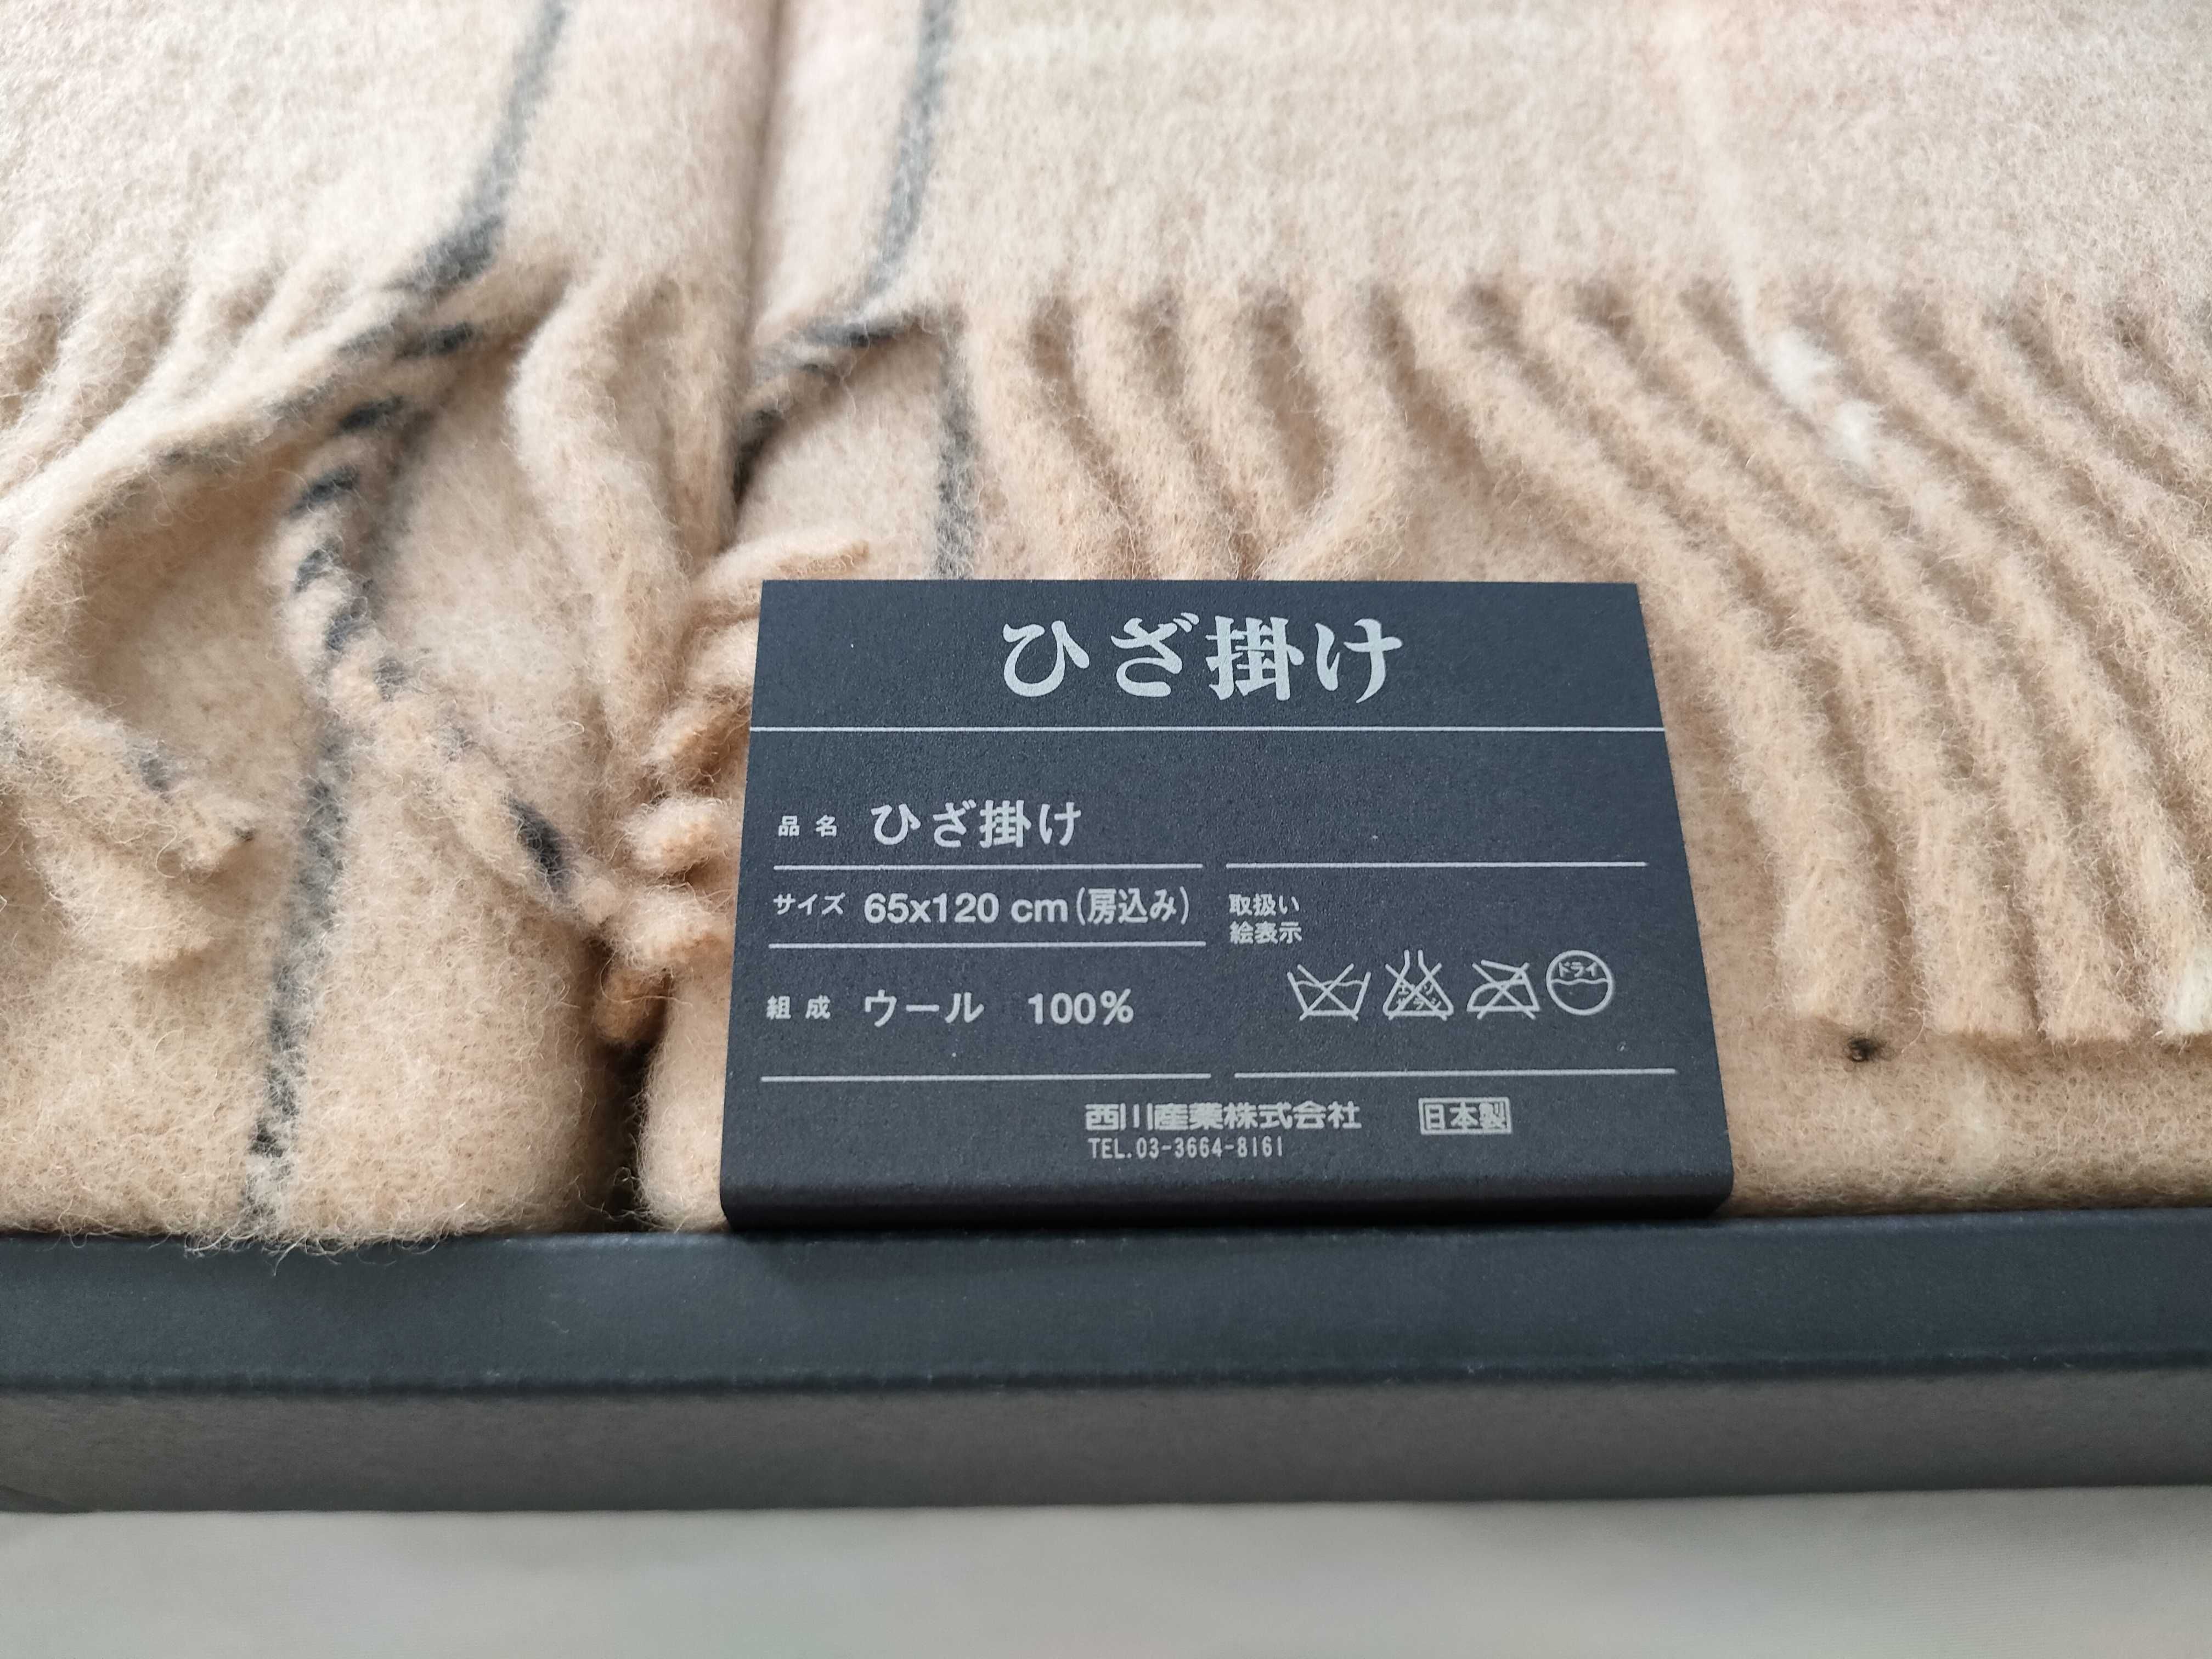 ひざ掛け
品名 ひざ掛け
サイズ 65x120 cm(房込み)
組成 ウール 100%
取扱い
絵表示
ドライ
西川産業株式会社 日本製
TEL.03-3664-8161